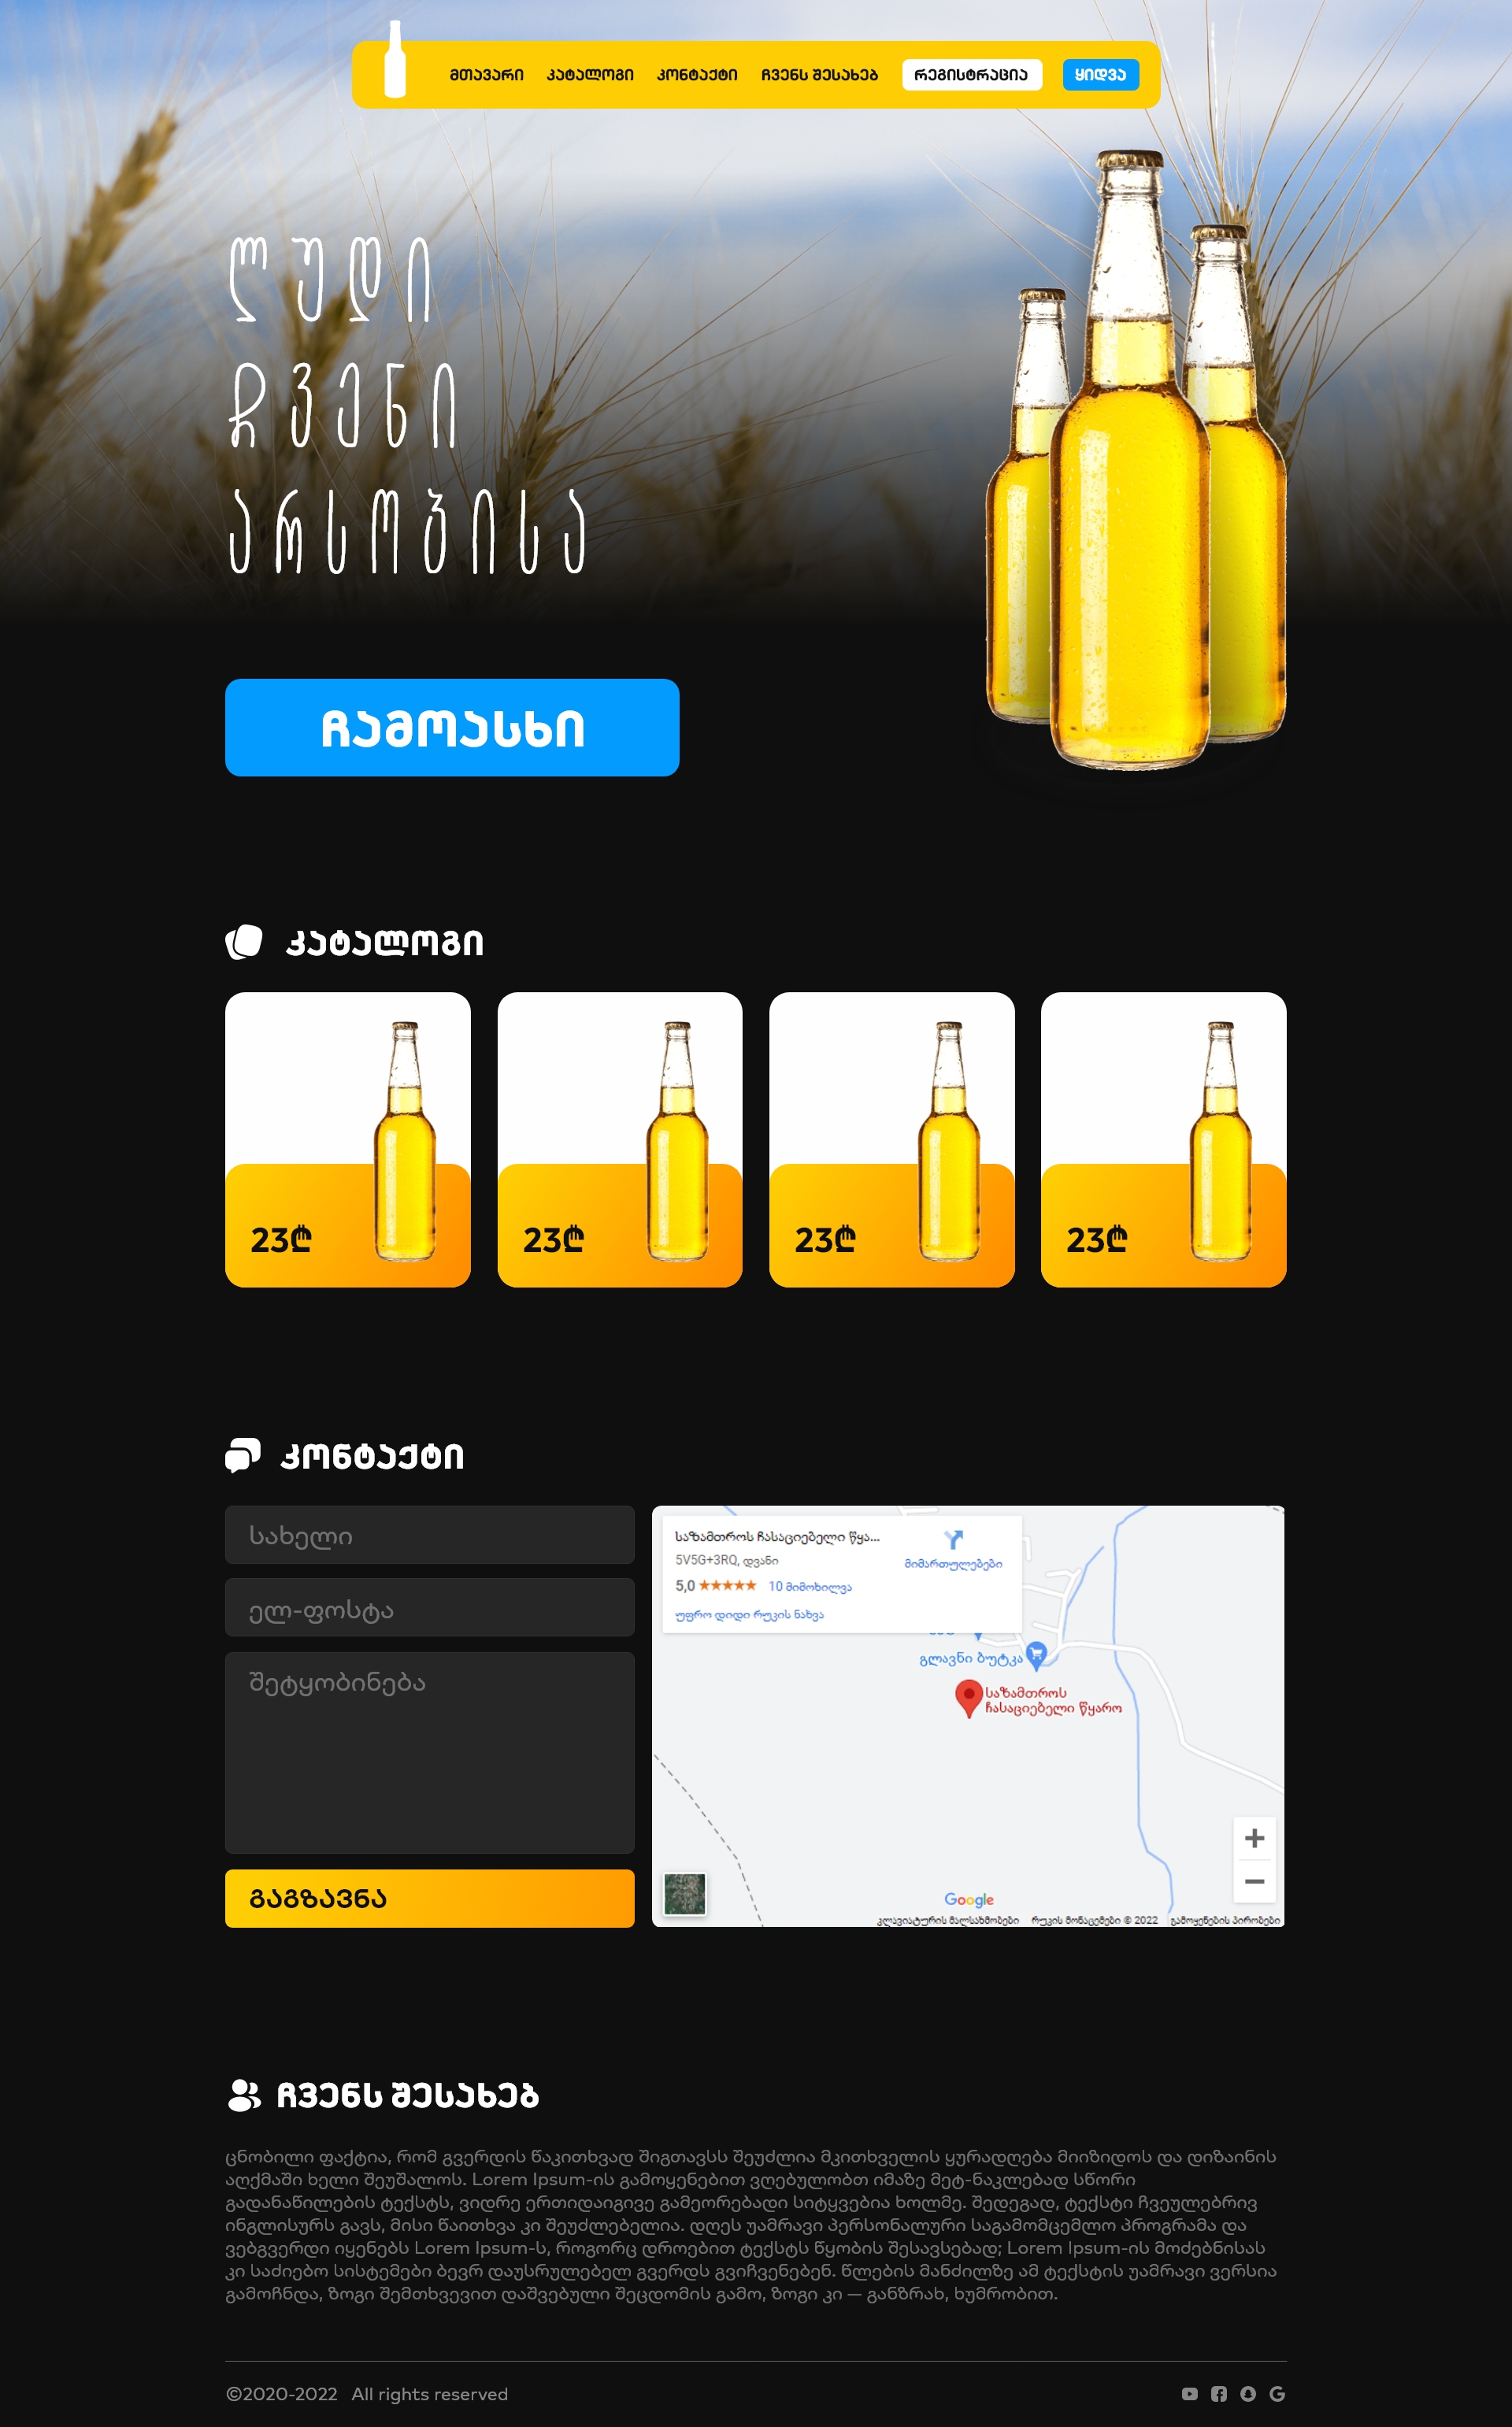 მთავარი კატალოგი კონტაქტი ჩვენს შესახებ რეგისტრაცია ყიდვა
ლუდი
ჩვენი
არსობისა
ჩამოასხი
კატალოგი
23₾ 23₾ 23₾ 23₾
კონტაქტი
სახელი
ელ-ფოსტა
შეტყობინება
გაგზავნა
საზამთროს ჩასაციებელი წყა...
5V5G+3RQ, დვანი
მიმართულებები
5,0 ★★★★★ 10 მიმოხილვა
უფრო დიდი რუკის ნახვა
გლავნი ბუტკა
საზამთროს
ჩასაციებელი წყარო
Google
კლავიატურის მალსახმობები რუკის მონაცემები © 2022 გამოყენების პირობები
ჩვენს შესახებ
ცნობილი ფაქტია, რომ გვერდის წაკითხვად შიგთავსს შეუძლია მკითხველის ყურადღება მიიზიდოს და დიზაინის
აღქმაში ხელი შეუშალოს. Lorem Ipsum-ის გამოყენებით ვღებულობთ იმაზე მეტ-ნაკლებად სწორი
გადანაწილების ტექსტს, ვიდრე ერთიდაიგივე გამეორებადი სიტყვებია ხოლმე. შედეგად, ტექსტი ჩვეულებრივ
ინგლისურს გავს, მისი წაითხვა კი შეუძლებელია. დღეს უამრავი პერსონალური საგამომცემლო პროგრამა და
ვებგვერდი იყენებს Lorem Ipsum-ს, როგორც დროებით ტექსტს წყობის შესავსებად; Lorem Ipsum-ის მოძებნისას
კი საძიებო სისტემები ბევრ დაუსრულებელ გვერდს გვიჩვენებენ. წლების მანძილზე ამ ტექსტის უამრავი ვერსია
გამოჩნდა, ზოგი შემთხვევით დაშვებული შეცდომის გამო, ზოგი კი — განზრახ, ხუმრობით.
©2020-2022 All rights reserved